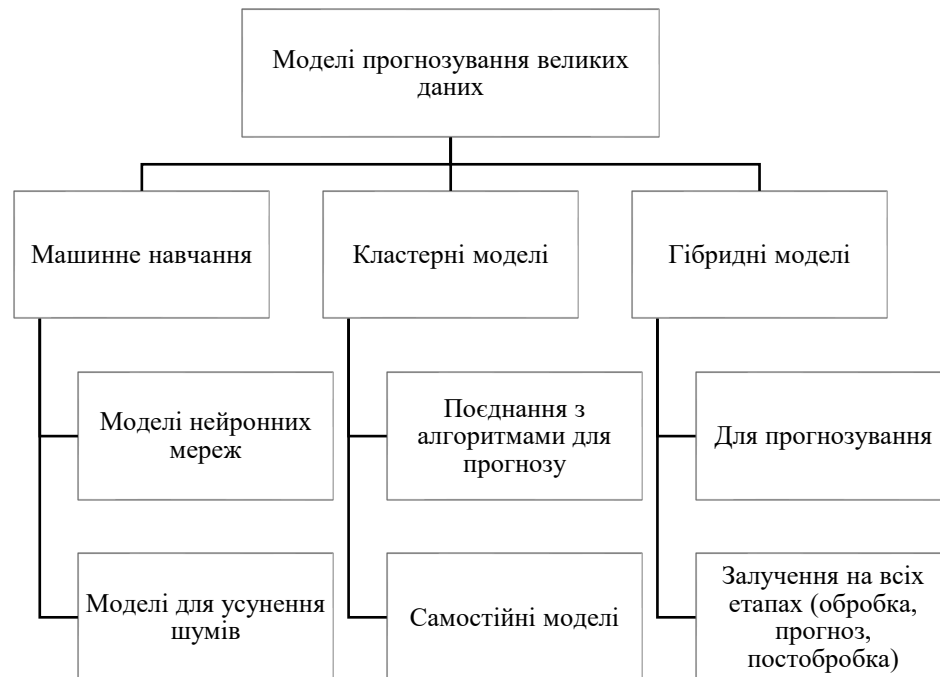 Моделі прогнозування великих
даних
Машинне навчання
Кластерні моделі
Гібридні моделі
Моделі нейронних
мереж
Поєднання з
алгоритмами для
прогнозу
Для прогнозування
Моделі для усунення
шумів
Самостійні моделі
Залучення на всіх
етапах (обробка,
прогноз,
постобробка)